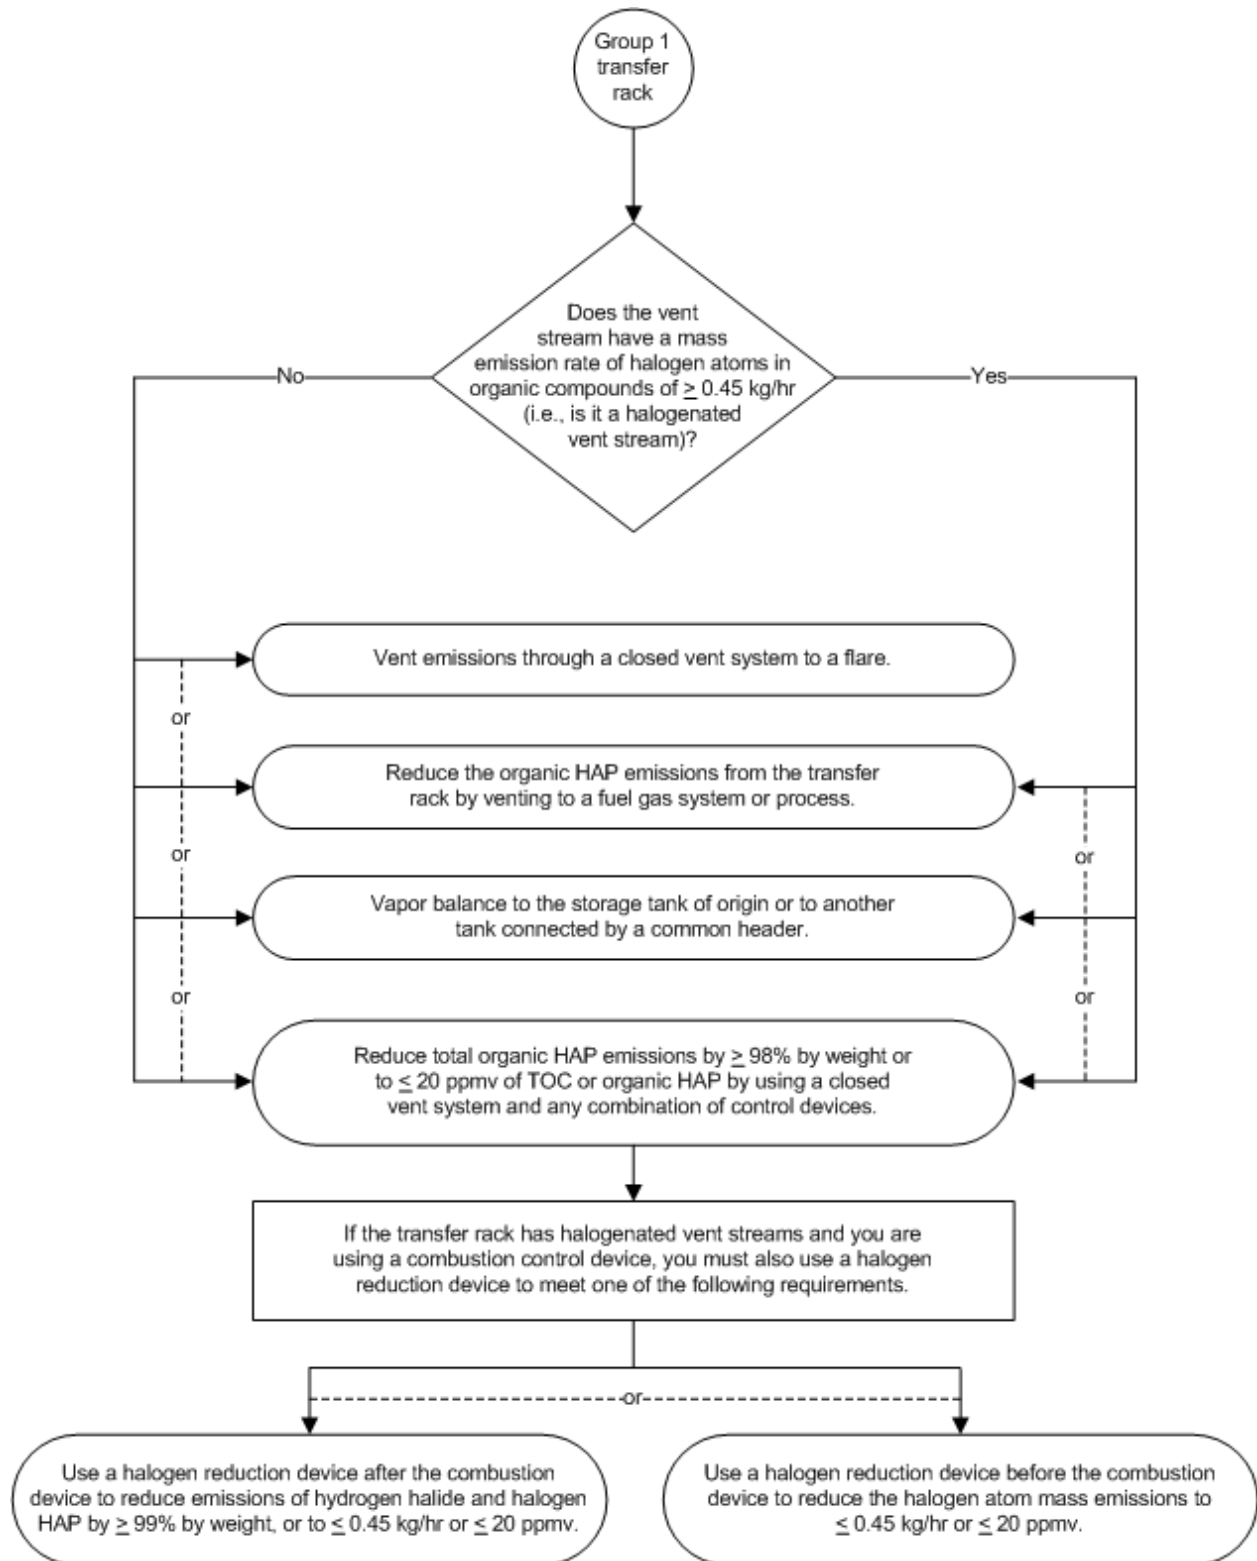 Group 1
transfer
rack
Does the vent
stream have a mass
emission rate of halogen atoms in
organic compounds of ≥ 0.45 kg/hr
(i.e., is it a halogenated
vent stream)?
No
Yes
Vent emissions through a closed vent system to a flare.
or
Reduce the organic HAP emissions from the transfer
rack by venting to a fuel gas system or process.
or
or
Vapor balance to the storage tank of origin or to another
tank connected by a common header.
or
or
Reduce total organic HAP emissions by ≥ 98% by weight or
to ≤ 20 ppmv of TOC or organic HAP by using a closed
vent system and any combination of control devices.
If the transfer rack has halogenated vent streams and you are
using a combustion control device, you must also use a halogen
reduction device to meet one of the following requirements.
or
Use a halogen reduction device after the combustion
device to reduce emissions of hydrogen halide and halogen
HAP by ≥ 99% by weight, or to ≤ 0.45 kg/hr or ≤ 20 ppmv.
Use a halogen reduction device before the combustion
device to reduce the halogen atom mass emissions to
≤ 0.45 kg/hr or ≤ 20 ppmv.